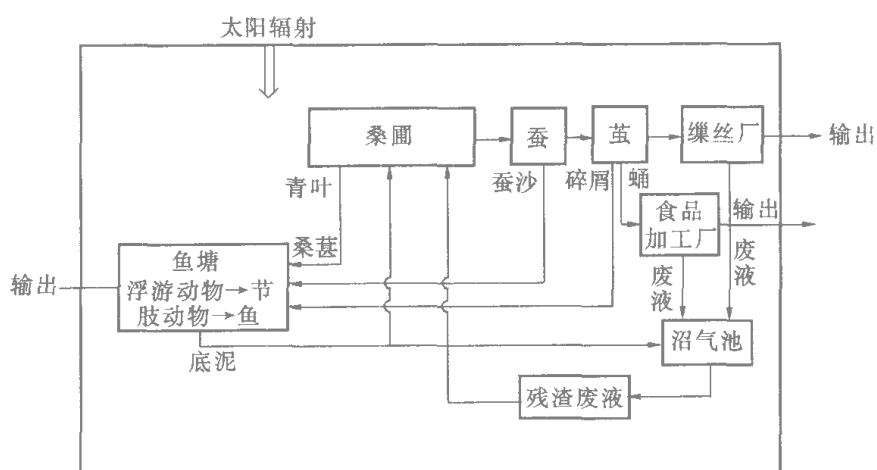 太阳辐射
桑圃
蚕
茧
缫丝厂
输出
青叶
蚕沙
碎屑
蛹
食品
加工厂
输出
桑葚
废液
废液
输出
鱼塘
浮游动物→节
肢动物→鱼
底泥
沼气池
残渣废液